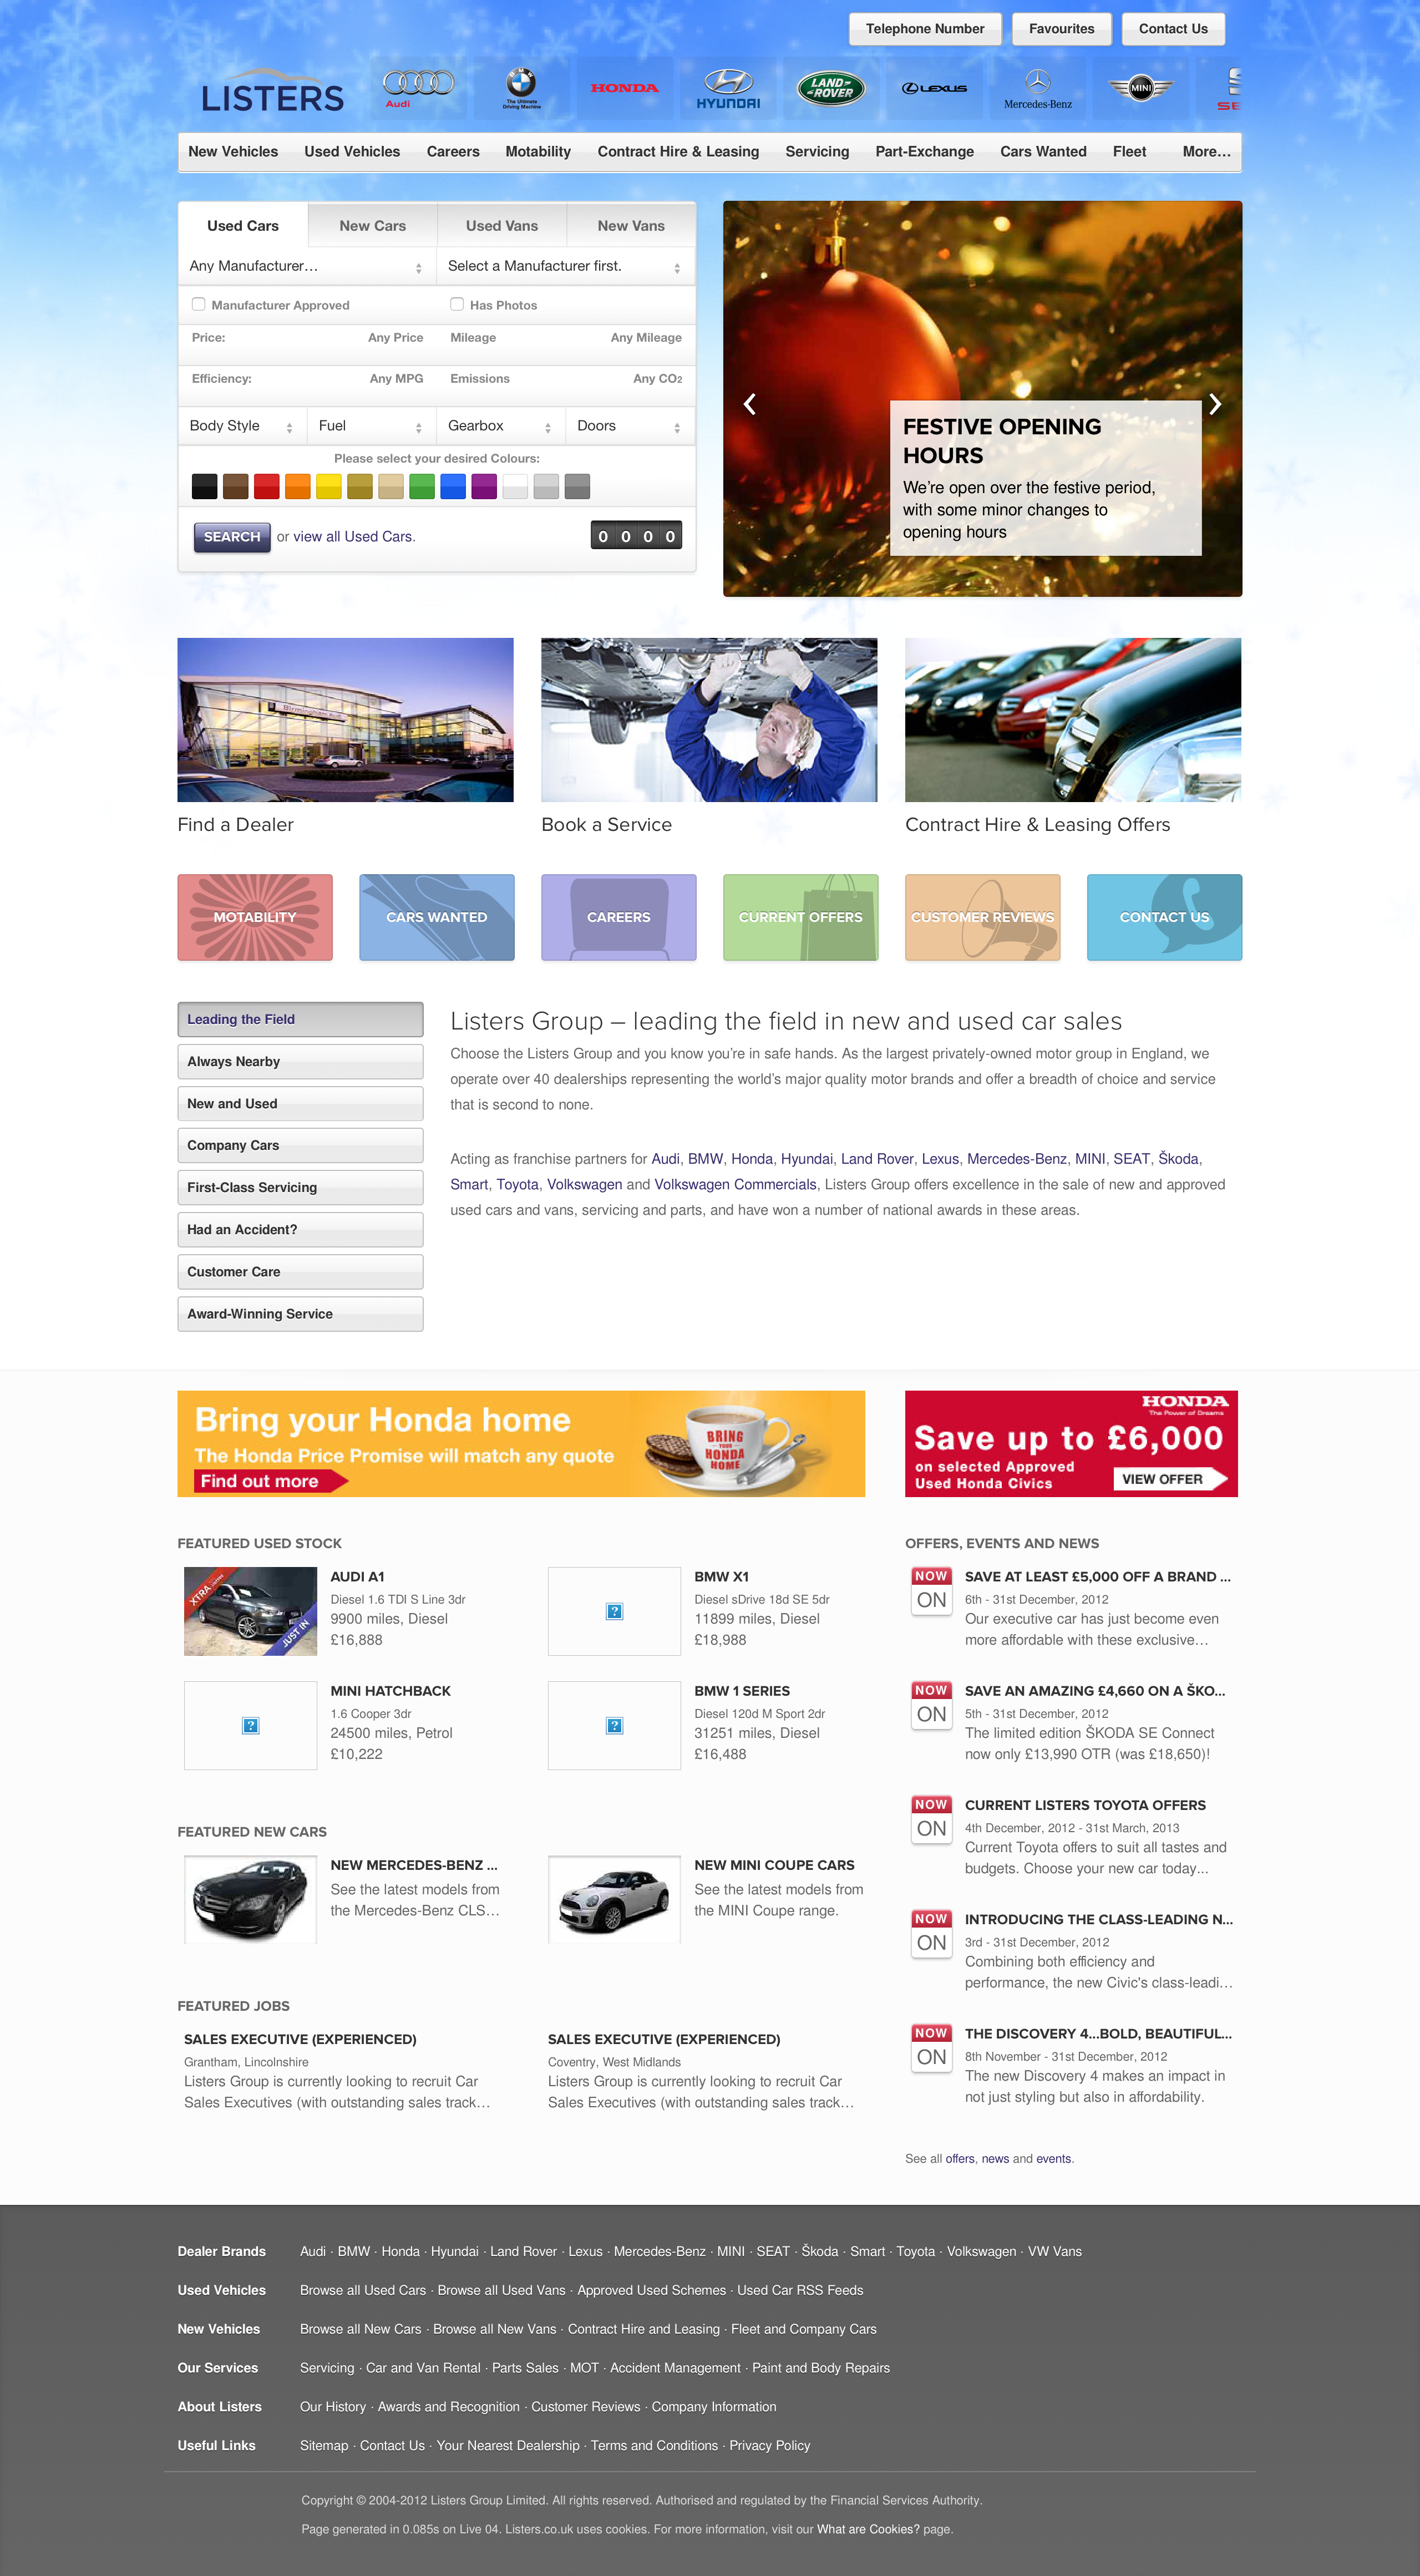 Telephone Number
Favourites
Contact Us
LISTERS
Audi
BMW
The Ultimate
Driving Machine
HONDA
HYUNDAI
LAND-
ROVER
LEXUS
Mercedes-Benz
MINI
New Vehicles
Used Vehicles
Careers
Motability
Contract Hire & Leasing
Servicing
Part-Exchange
Cars Wanted
Fleet
More...
Used Cars
New Cars
Used Vans
New Vans
Any Manufacturer...
Select a Manufacturer first.
Manufacturer Approved
Has Photos
Price:
Any Price
Mileage
Any Mileage
Efficiency:
Any MPG
Emissions
Any CO2
Body Style
Fuel
Gearbox
Doors
Please select your desired Colours:
SEARCH or view all Used Cars.
0 0 0 0
FESTIVE OPENING
HOURS
We're open over the festive period,
with some minor changes to
opening hours
Find a Dealer
Book a Service
Contract Hire & Leasing Offers
MOTABILITY
CARS WANTED
CAREERS
CURRENT OFFERS
CUSTOMER REVIEWS
CONTACT US
Leading the Field
Always Nearby
New and Used
Company Cars
First-Class Servicing
Had an Accident?
Customer Care
Award-Winning Service
Listers Group – leading the field in new and used car sales
Choose the Listers Group and you know you're in safe hands. As the largest privately-owned motor group in England, we
operate over 40 dealerships representing the world's major quality motor brands and offer a breadth of choice and service
that is second to none.
Acting as franchise partners for Audi, BMW, Honda, Hyundai, Land Rover, Lexus, Mercedes-Benz, MINI, SEAT, Škoda,
Smart, Toyota, Volkswagen and Volkswagen Commercials, Listers Group offers excellence in the sale of new and approved
used cars and vans, servicing and parts, and have won a number of national awards in these areas.
Bring your Honda home
The Honda Price Promise will match any quote
Find out more
BRING
YOUR
HONDA
HOME
HONDA
The Power of Dreams
Save up to £6,000
on selected Approved
Used Honda Civics
VIEW OFFER
FEATURED USED STOCK
XTRA
JUST IN
AUDI A1
Diesel 1.6 TDI S Line 3dr
9900 miles, Diesel
£16,888
BMW X1
Diesel sDrive 18d SE 5dr
11899 miles, Diesel
£18,988
MINI HATCHBACK
1.6 Cooper 3dr
24500 miles, Petrol
£10,222
BMW 1 SERIES
Diesel 120d M Sport 2dr
31251 miles, Diesel
£16,488
FEATURED NEW CARS
NEW MERCEDES-BENZ ...
See the latest models from
the Mercedes-Benz CLS...
NEW MINI COUPE CARS
See the latest models from
the MINI Coupe range.
FEATURED JOBS
SALES EXECUTIVE (EXPERIENCED)
Grantham, Lincolnshire
Listers Group is currently looking to recruit Car
Sales Executives (with outstanding sales track...
SALES EXECUTIVE (EXPERIENCED)
Coventry, West Midlands
Listers Group is currently looking to recruit Car
Sales Executives (with outstanding sales track...
OFFERS, EVENTS AND NEWS
NOW
ON
SAVE AT LEAST £5,000 OFF A BRAND ...
6th - 31st December, 2012
Our executive car has just become even
more affordable with these exclusive...
NOW
ON
SAVE AN AMAZING £4,660 ON A ŠKO...
5th - 31st December, 2012
The limited edition ŠKODA SE Connect
now only £13,990 OTR (was £18,650)!
NOW
ON
CURRENT LISTERS TOYOTA OFFERS
4th December, 2012 - 31st March, 2013
Current Toyota offers to suit all tastes and
budgets. Choose your new car today...
NOW
ON
INTRODUCING THE CLASS-LEADING N...
3rd - 31st December, 2012
Combining both efficiency and
performance, the new Civic's class-leadi...
NOW
ON
THE DISCOVERY 4...BOLD, BEAUTIFUL...
8th November - 31st December, 2012
The new Discovery 4 makes an impact in
not just styling but also in affordability.
See all offers, news and events.
Dealer Brands
Audi · BMW · Honda · Hyundai · Land Rover · Lexus · Mercedes-Benz · MINI · SEAT · Škoda · Smart · Toyota · Volkswagen · VW Vans
Used Vehicles
Browse all Used Cars · Browse all Used Vans · Approved Used Schemes · Used Car RSS Feeds
New Vehicles
Browse all New Cars · Browse all New Vans · Contract Hire and Leasing · Fleet and Company Cars
Our Services
Servicing · Car and Van Rental · Parts Sales · MOT · Accident Management · Paint and Body Repairs
About Listers
Our History · Awards and Recognition · Customer Reviews · Company Information
Useful Links
Sitemap · Contact Us · Your Nearest Dealership · Terms and Conditions · Privacy Policy
Copyright © 2004-2012 Listers Group Limited. All rights reserved. Authorised and regulated by the Financial Services Authority.
Page generated in 0.085s on Live 04. Listers.co.uk uses cookies. For more information, visit our What are Cookies? page.